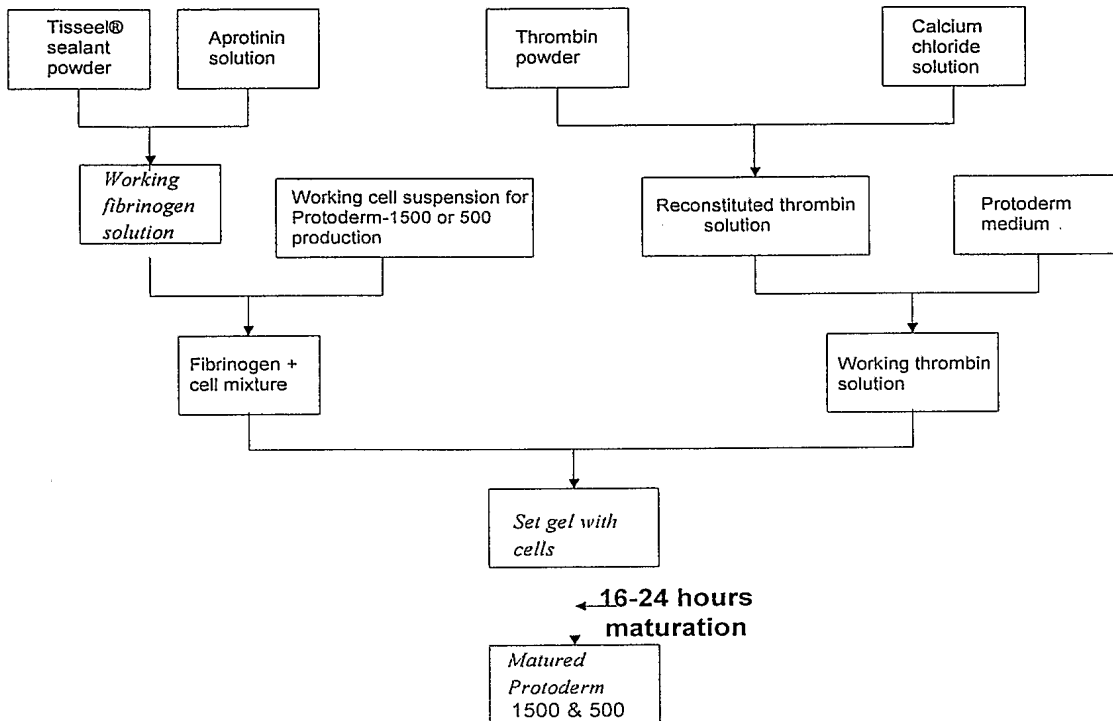 Tisseel®
sealant
powder
Aprotinin
solution
Thrombin
powder
Calcium
chloride
solution
Working
fibrinogen
solution
Working cell suspension for
Protoderm-1500 or 500
production
Reconstituted thrombin
solution
Protoderm
medium
Fibrinogen +
cell mixture
Working thrombin
solution
Set gel with
cells
16-24 hours
maturation
Matured
Protoderm
1500 & 500